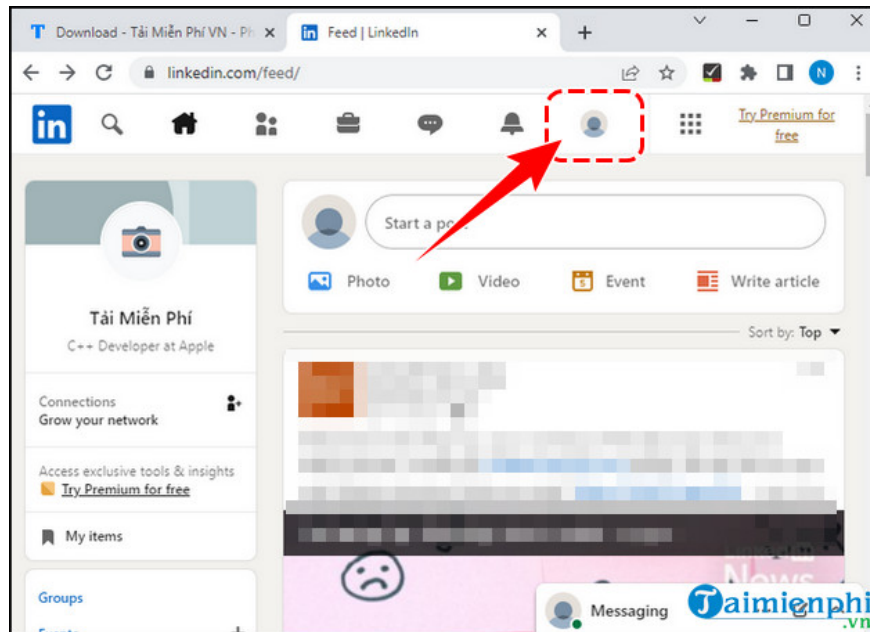 Download - Tải Miễn Phí VN - Ph
Feed | LinkedIn
linkedin.com/feed/
N
in
Try Premium for
free
Start a
Photo
Video
Event
Write article
Tải Miễn Phí
C++ Developer at Apple
Sort by: Top
Connections
Grow your network
Access exclusive tools & insights
Try Premium for free
My items
Groups
Events
News
Messaging
Taimienphi
.vn